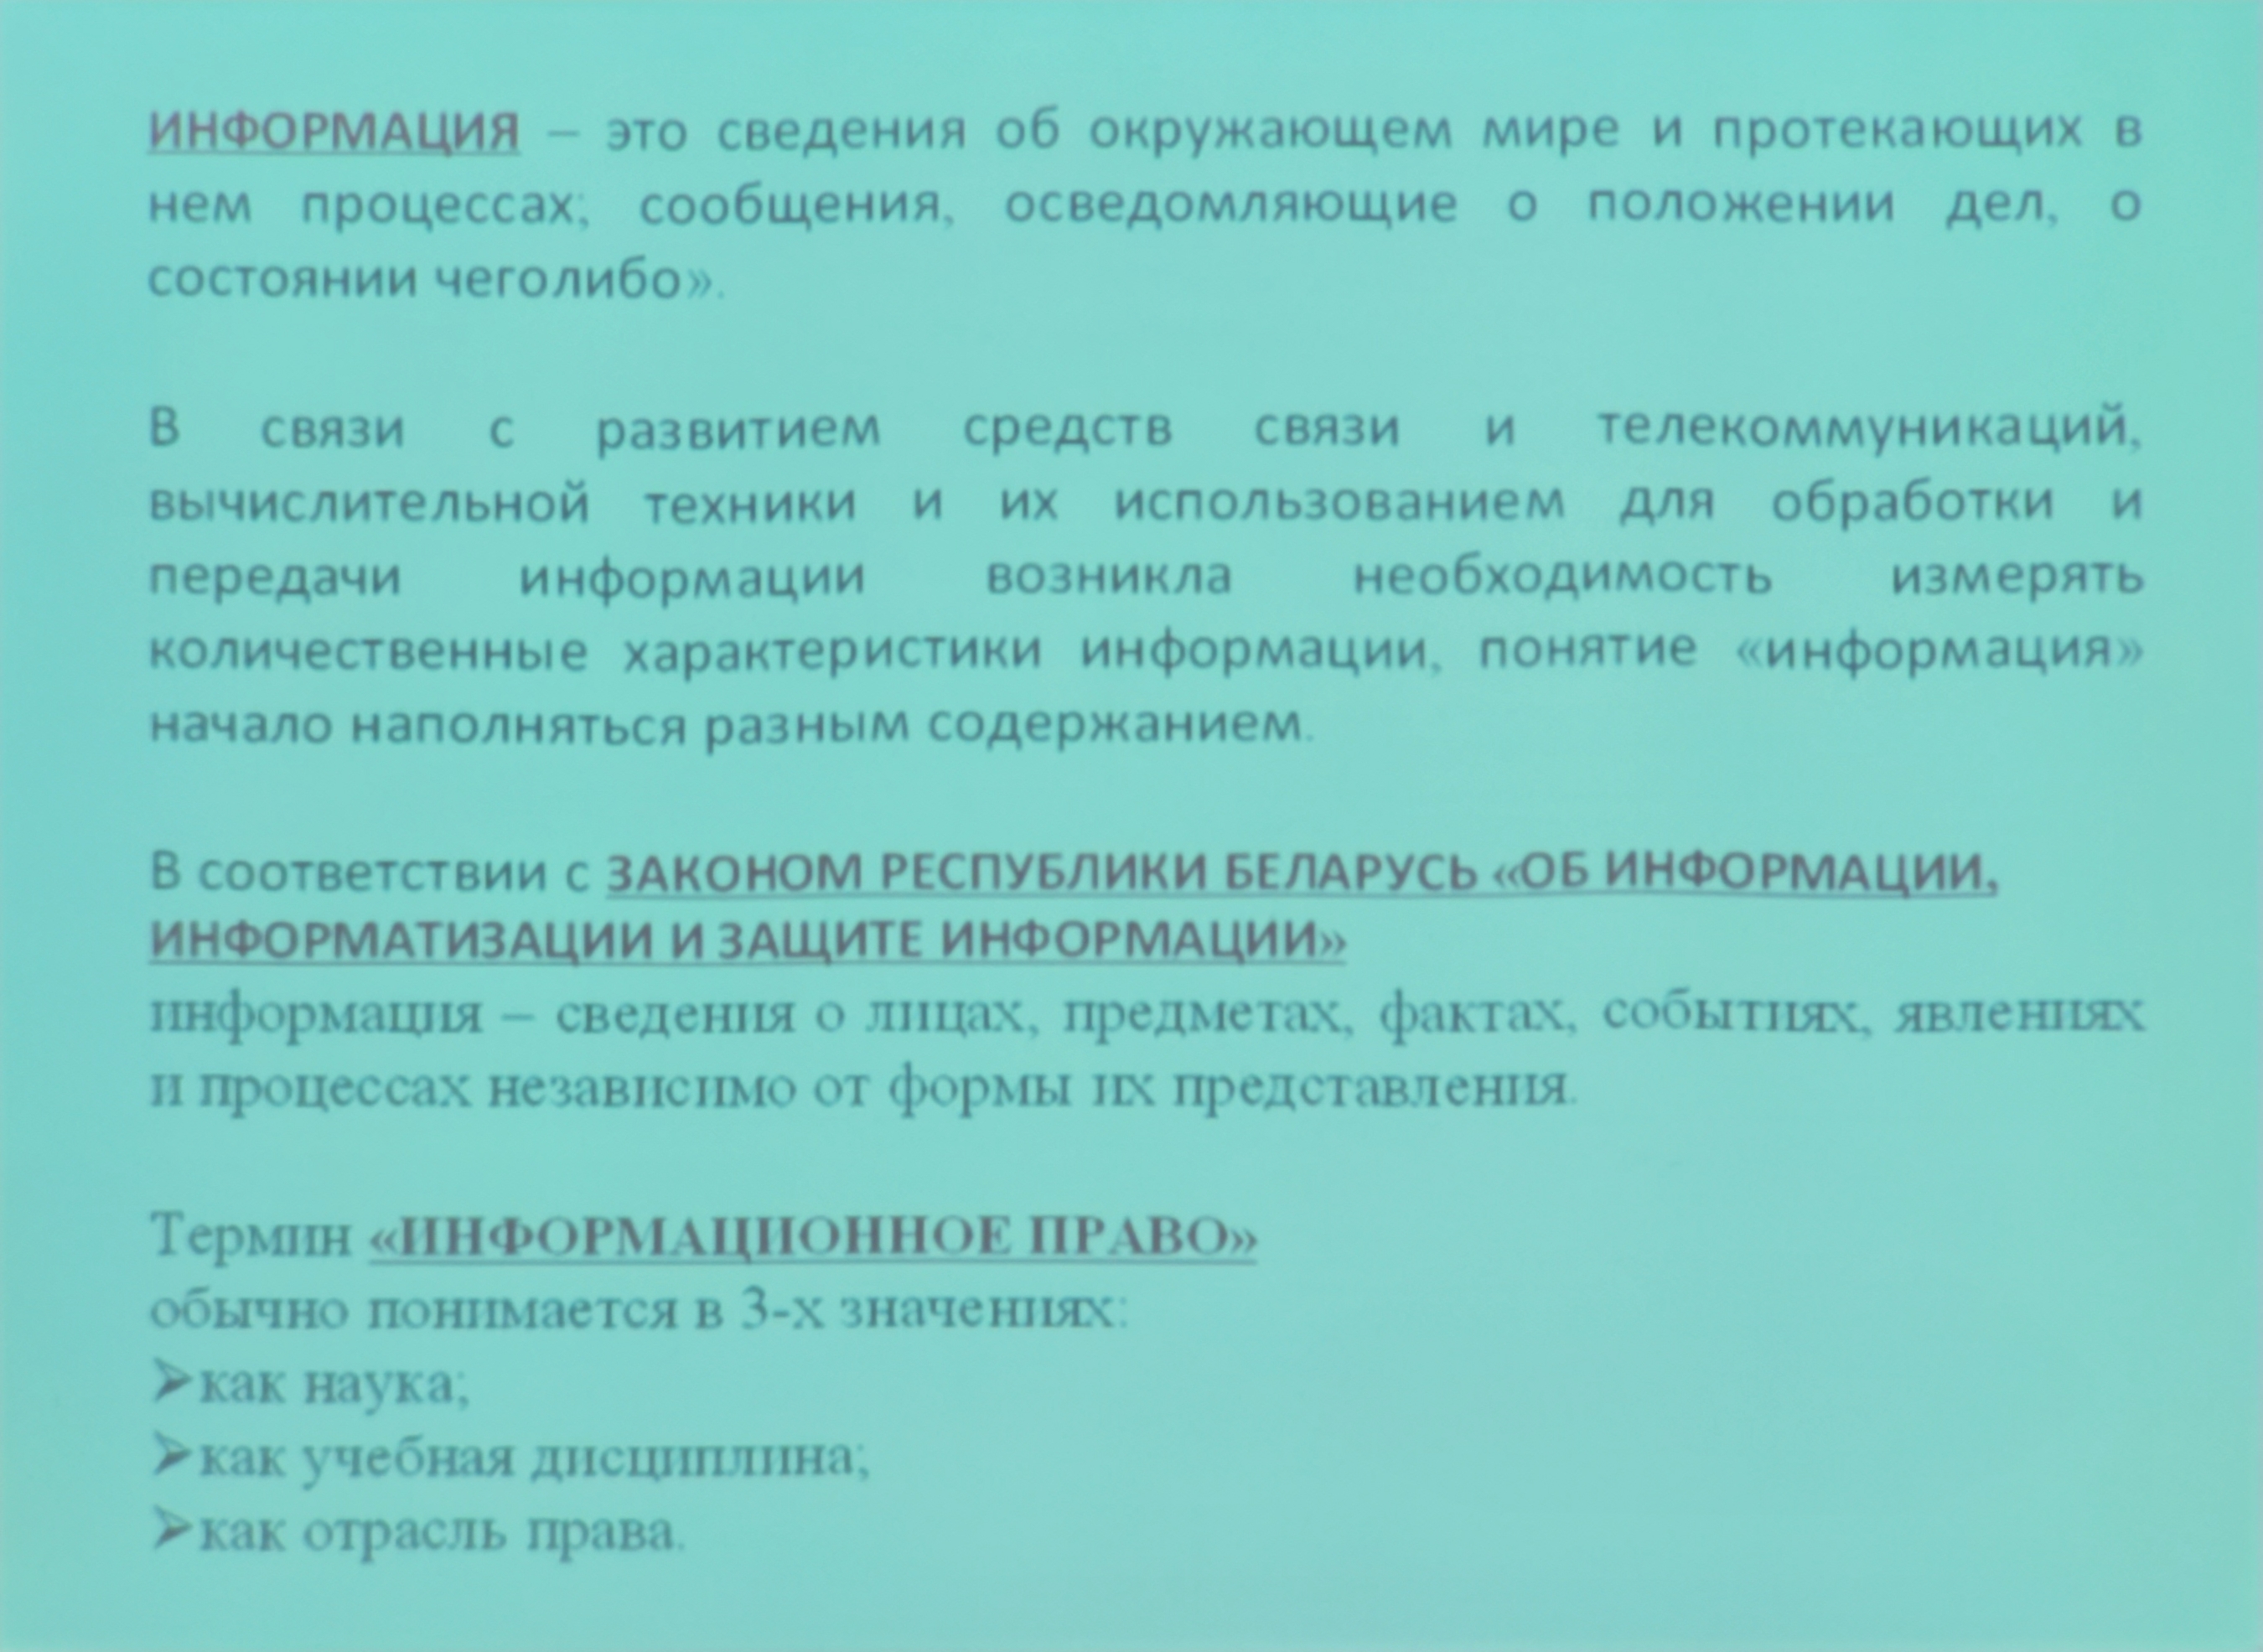 ИНФОРМАЦИЯ – это сведения об окружающем мире и протекающих в
нем процессах; сообщения, осведомляющие о положении дел, о
состоянии чеголибо».
В связи с развитием средств связи и телекоммуникаций,
вычислительной техники и их использованием для обработки и
передачи информации возникла необходимость измерять
количественные характеристики информации, понятие «информация»
начало наполняться разным содержанием.
В соответствии с ЗАКОНОМ РЕСПУБЛИКИ БЕЛАРУСЬ «ОБ ИНФОРМАЦИИ,
ИНФОРМАТИЗАЦИИ И ЗАЩИТЕ ИНФОРМАЦИИ»
информация – сведения о лицах, предметах, фактах, событиях, явлениях
и процессах независимо от формы их представления.
Термин «ИНФОРМАЦИОННОЕ ПРАВО»
обычно понимается в 3-х значениях:
➢как наука;
➢как учебная дисциплина;
➢как отрасль права.